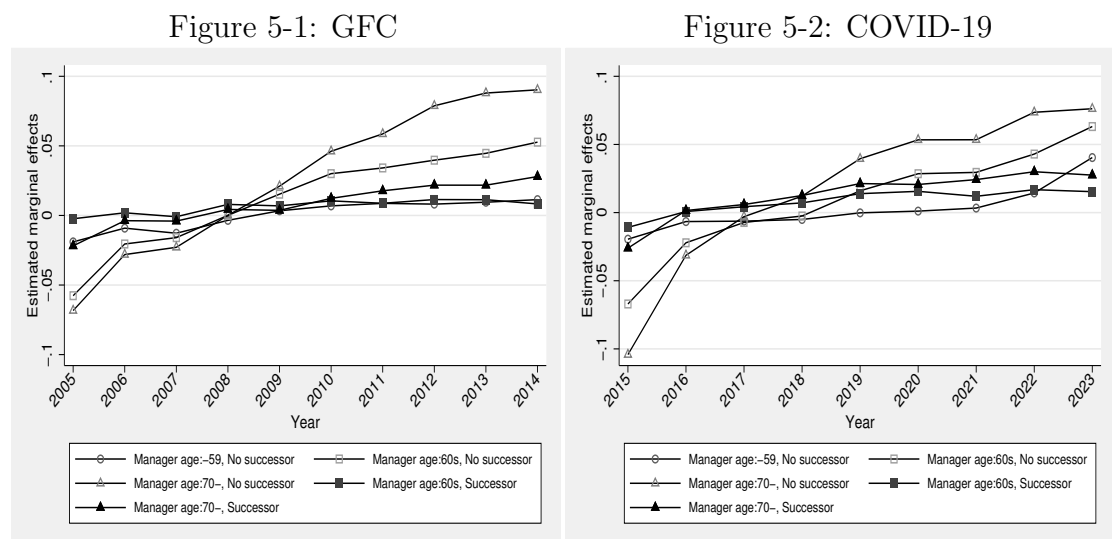 Figure 5-1: GFC
Estimated marginal effects
.1
.05
0
-.05
-.1
2005 2006 2007 2008 2009 2010 2011 2012 2013 2014
Year
Manager age:-59, No successor Manager age:60s, No successor
Manager age:70-, No successor Manager age:60s, Successor
Manager age:70-, Successor
Figure 5-2: COVID-19
Estimated marginal effects
.1
.05
0
-.05
-.1
2015 2016 2017 2018 2019 2020 2021 2022 2023
Year
Manager age:-59, No successor Manager age:60s, No successor
Manager age:70-, No successor Manager age:60s, Successor
Manager age:70-, Successor